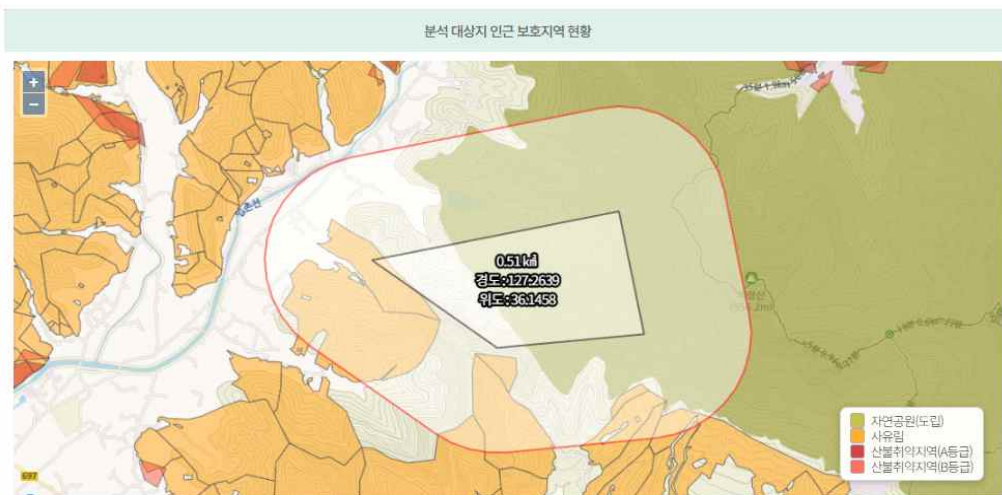 분석 대상지 인근 보호지역 현황
+
−
0.51㎢
경도:127.2639
위도:36.1458
697
자연공원(도립)
사유림
산불취약지역(A등급)
산불취약지역(B등급)